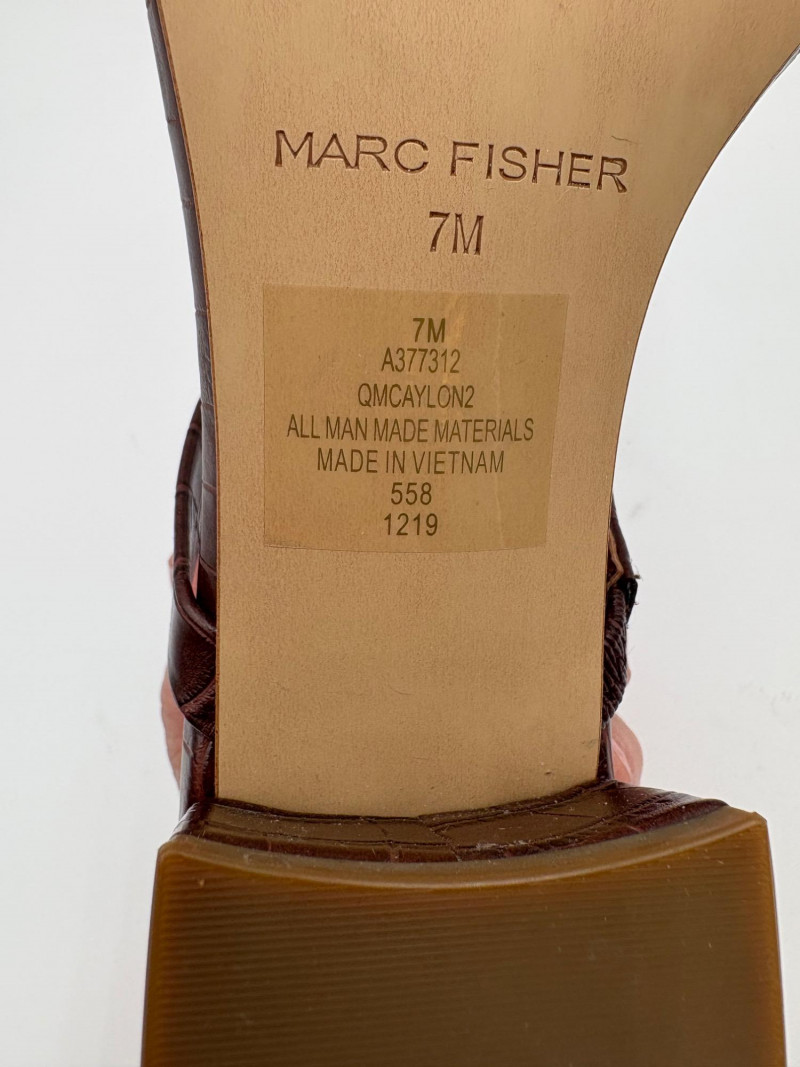 MARC FISHER
7M
7M
A377312
QMCAYLON2
ALL MAN MADE MATERIALS
MADE IN VIETNAM
558
1219